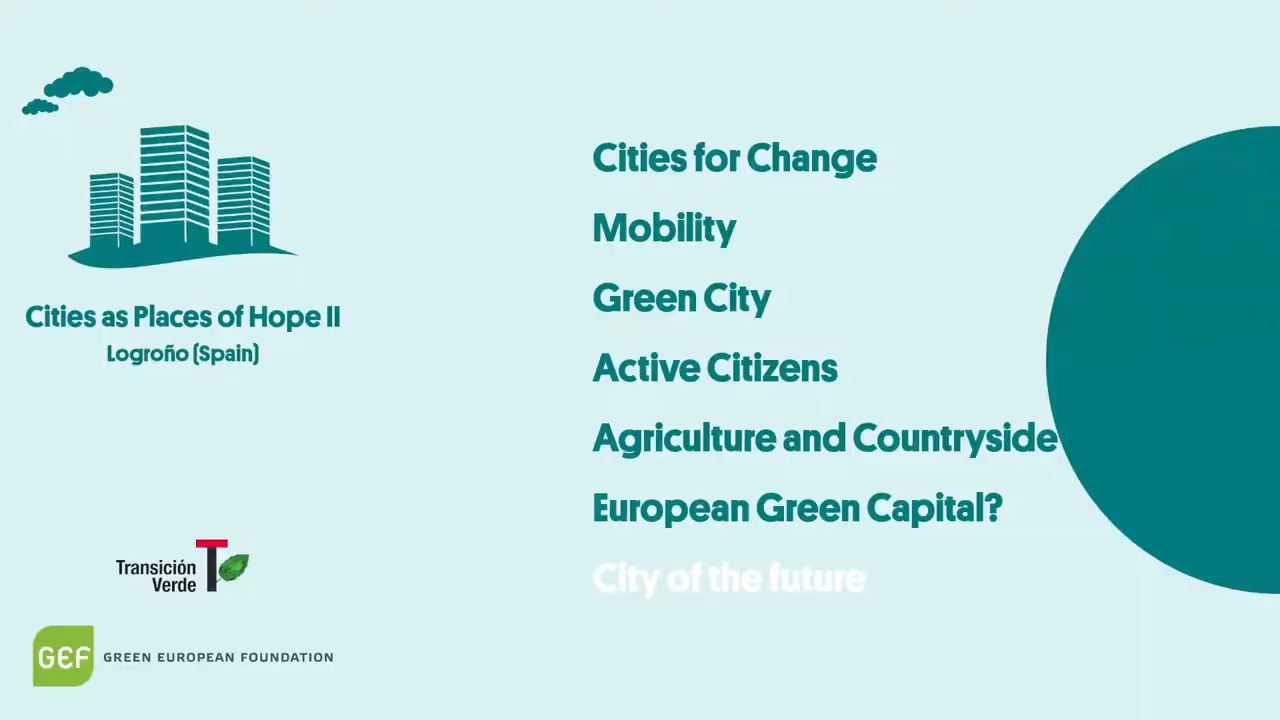 Cities as Places of Hope II
Logroño (Spain)
Transición
Verde
T
GEF GREEN EUROPEAN FOUNDATION
Cities for Change
Mobility
Green City
Active Citizens
Agriculture and Countryside
European Green Capital?
City of the future